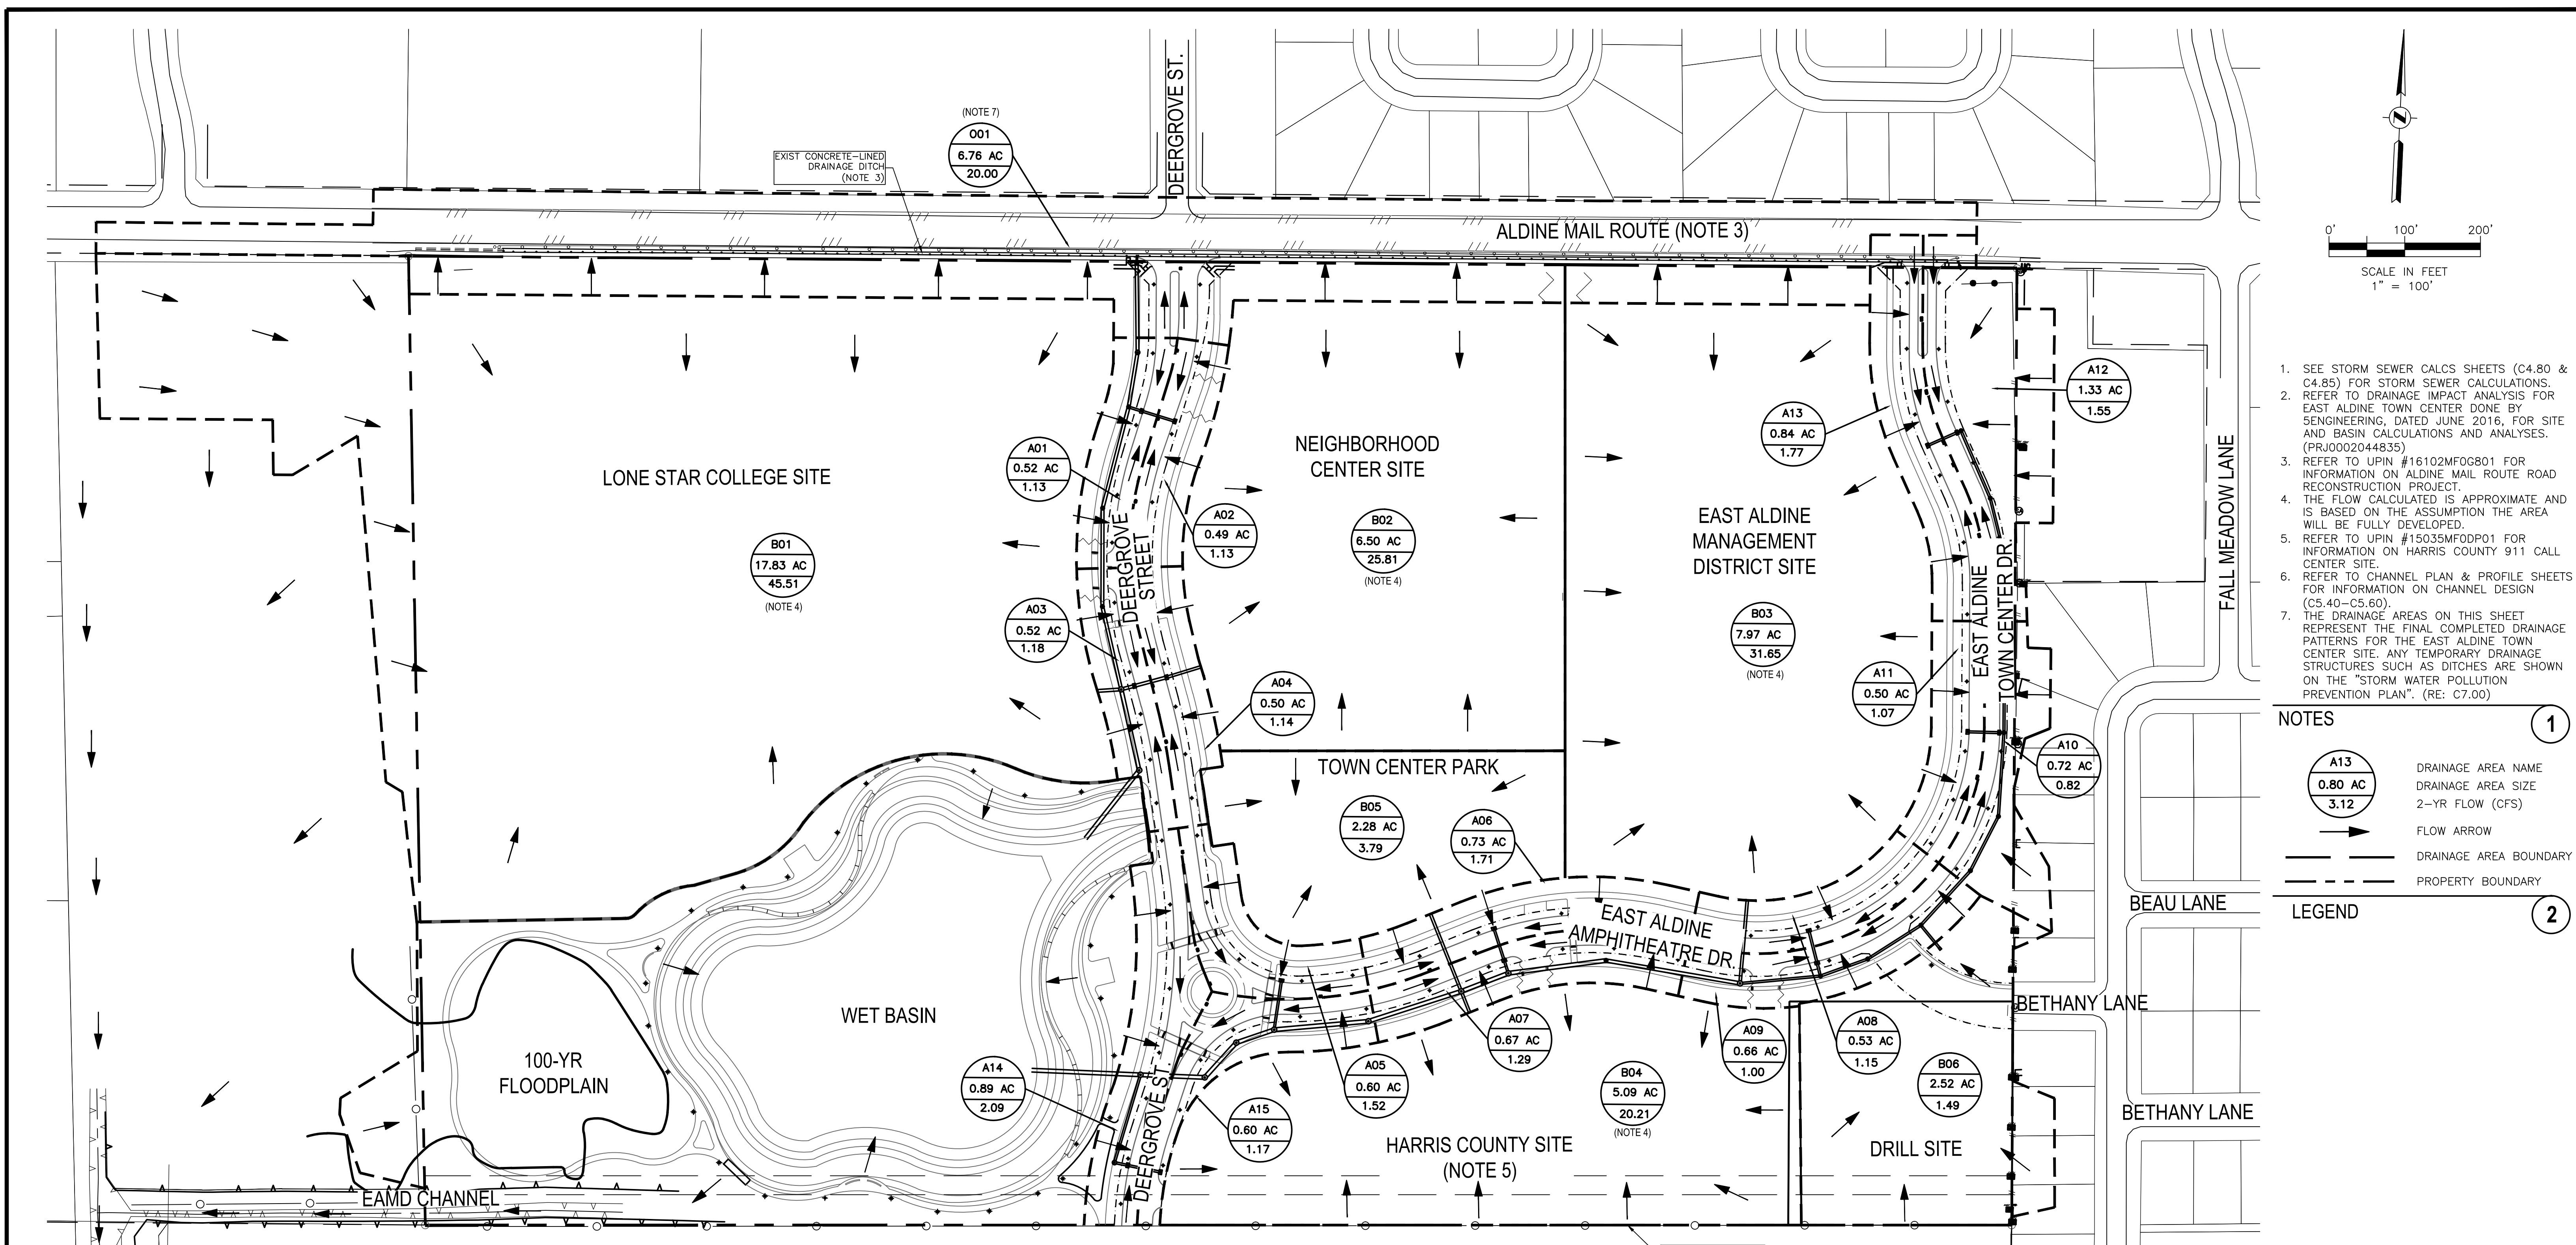 (NOTE 7)
O01
6.76 AC
20.00
EXIST CONCRETE-LINED
DRAINAGE DITCH
(NOTE 3)
DEERGROVE ST.
ALDINE MAIL ROUTE (NOTE 3)
0'
100'
200'
SCALE IN FEET
1" = 100'
A12
1.33 AC
1.55
A13
0.84 AC
1.77
LONE STAR COLLEGE SITE
A01
0.52 AC
1.13
NEIGHBORHOOD
CENTER SITE
A02
0.49 AC
1.13
B01
17.83 AC
45.51
(NOTE 4)
B02
6.50 AC
25.81
(NOTE 4)
EAST ALDINE
MANAGEMENT
DISTRICT SITE
B03
7.97 AC
31.65
(NOTE 4)
DEERGROVE
STREET
A03
0.52 AC
1.18
A04
0.50 AC
1.14
A11
0.50 AC
1.07
EAST ALDINE
TOWN CENTER DR.
FALL MEADOW LANE
A10
0.72 AC
0.82
TOWN CENTER PARK
B05
2.28 AC
3.79
A06
0.73 AC
1.71
EAST ALDINE
AMPHITHEATRE DR.
BEAU LANE
WET BASIN
BETHANY LANE
100-YR
FLOODPLAIN
A14
0.89 AC
2.09
A07
0.67 AC
1.29
A05
0.60 AC
1.52
A09
0.66 AC
1.00
A08
0.53 AC
1.15
B04
5.09 AC
20.21
(NOTE 4)
B06
2.52 AC
1.49
A15
0.60 AC
1.17
BETHANY LANE
HARRIS COUNTY SITE
(NOTE 5)
DRILL SITE
DEERGROVE ST.
EAMD CHANNEL
1. SEE STORM SEWER CALCS SHEETS (C4.80 &
C4.85) FOR STORM SEWER CALCULATIONS.
2. REFER TO DRAINAGE IMPACT ANALYSIS FOR
EAST ALDINE TOWN CENTER DONE BY
5ENGINEERING, DATED JUNE 2016, FOR SITE
AND BASIN CALCULATIONS AND ANALYSES.
(PRJ0002044835)
3. REFER TO UPIN #16102MF0G801 FOR
INFORMATION ON ALDINE MAIL ROUTE ROAD
RECONSTRUCTION PROJECT.
4. THE FLOW CALCULATED IS APPROXIMATE AND
IS BASED ON THE ASSUMPTION THE AREA
WILL BE FULLY DEVELOPED.
5. REFER TO UPIN #15035MF0DP01 FOR
INFORMATION ON HARRIS COUNTY 911 CALL
CENTER SITE.
6. REFER TO CHANNEL PLAN & PROFILE SHEETS
FOR INFORMATION ON CHANNEL DESIGN
(C5.40-C5.60).
7. THE DRAINAGE AREAS ON THIS SHEET
REPRESENT THE FINAL COMPLETED DRAINAGE
PATTERNS FOR THE EAST ALDINE TOWN
CENTER SITE. ANY TEMPORARY DRAINAGE
STRUCTURES SUCH AS DITCHES ARE SHOWN
ON THE "STORM WATER POLLUTION
PREVENTION PLAN". (RE: C7.00)
NOTES
1
A13
0.80 AC
3.12
DRAINAGE AREA NAME
DRAINAGE AREA SIZE
2-YR FLOW (CFS)
FLOW ARROW
DRAINAGE AREA BOUNDARY
PROPERTY BOUNDARY
LEGEND
2